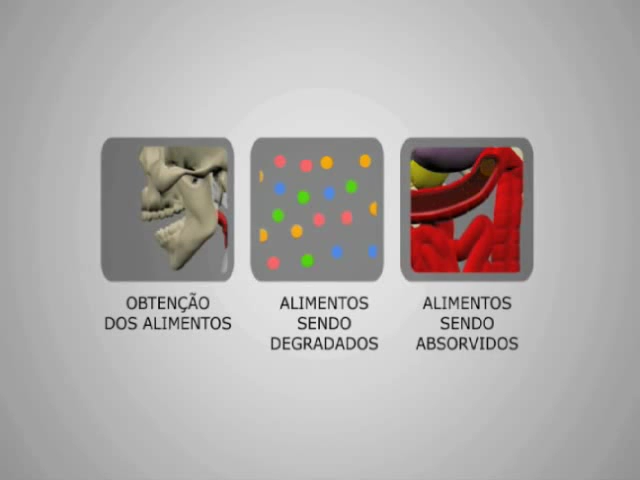 OBTENÇÃO
DOS ALIMENTOS
ALIMENTOS
SENDO
DEGRADADOS
ALIMENTOS
SENDO
ABSORVIDOS